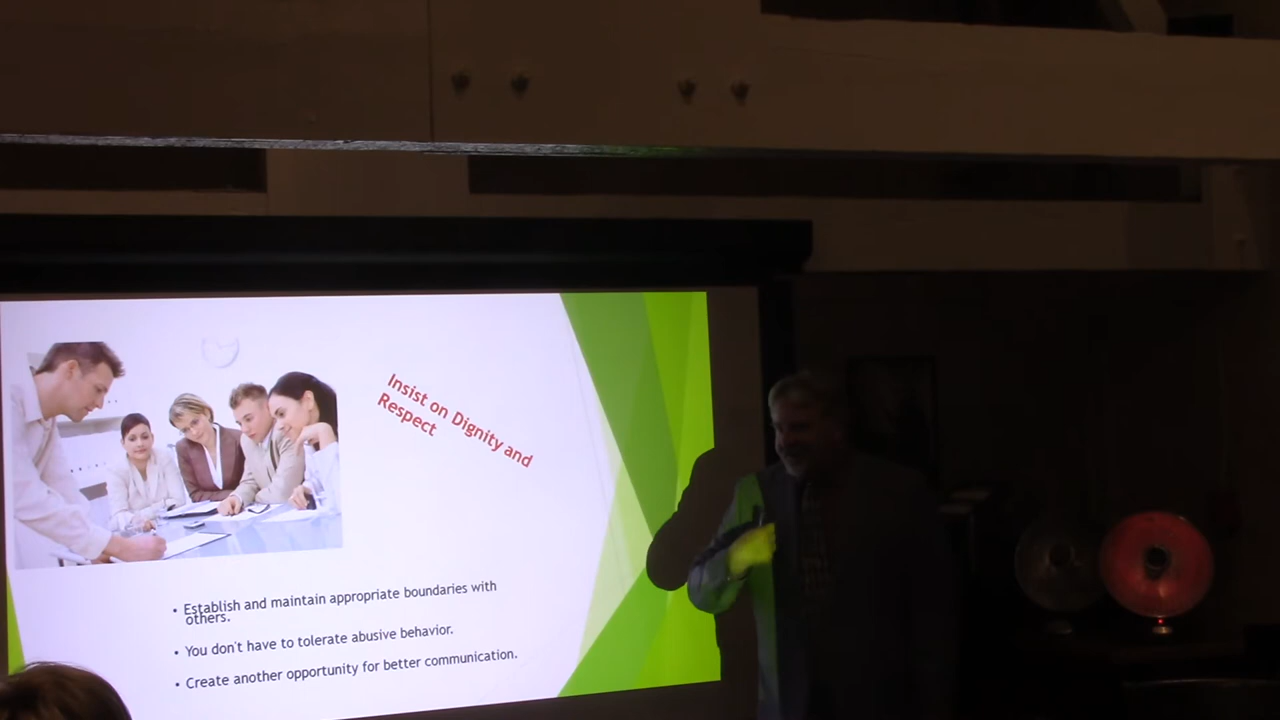 Insist on Dignity and
Respect
• Establish and maintain appropriate boundaries with
others.
• You don't have to tolerate abusive behavior.
• Create another opportunity for better communication.